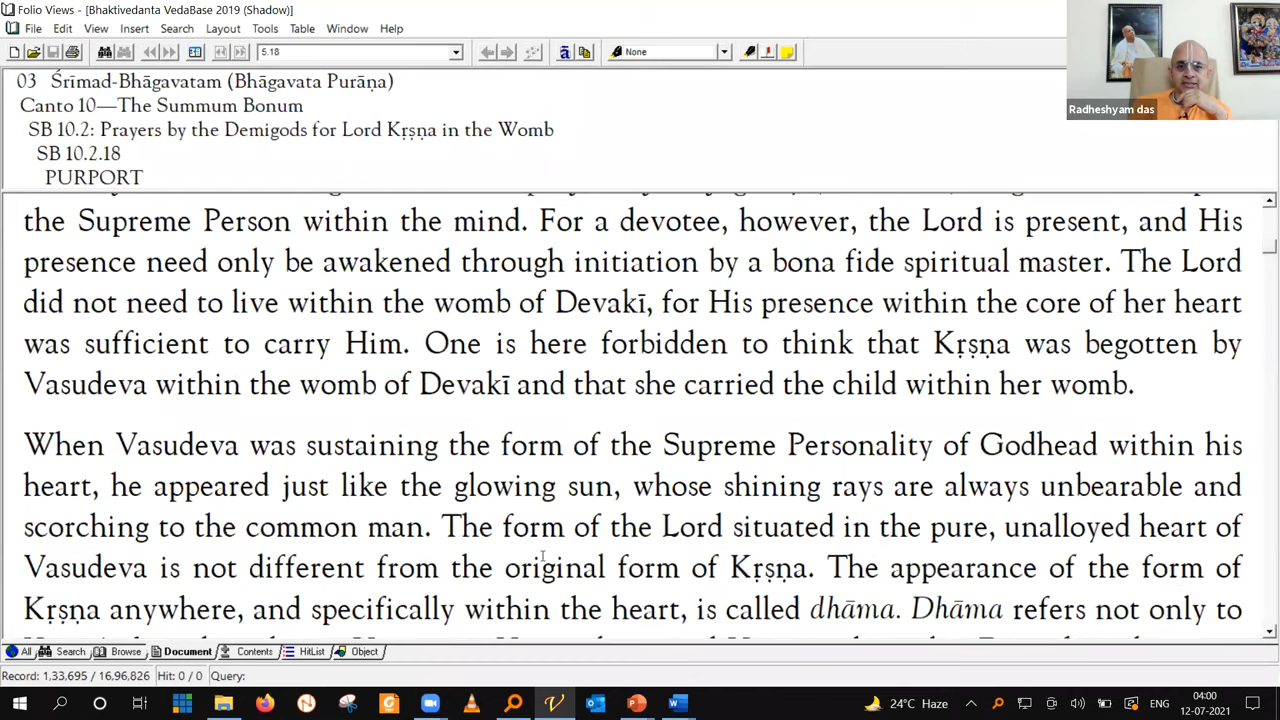 Folio Views - [Bhaktivedanta VedaBase 2019 (Shadow)]
File Edit View Insert Search Layout Tools Table Window Help
5.18
None
03 Śrīmad-Bhāgavatam (Bhāgavata Purāṇa)
Canto 10—The Summum Bonum
SB 10.2: Prayers by the Demigods for Lord Kṛṣṇa in the Womb
SB 10.2.18
PURPORT
Radheshyam das
the Supreme Person within the mind. For a devotee, however, the Lord is present, and His
presence need only be awakened through initiation by a bona fide spiritual master. The Lord
did not need to live within the womb of Devakī, for His presence within the core of her heart
was sufficient to carry Him. One is here forbidden to think that Kṛṣṇa was begotten by
Vasudeva within the womb of Devakī and that she carried the child within her womb.
When Vasudeva was sustaining the form of the Supreme Personality of Godhead within his
heart, he appeared just like the glowing sun, whose shining rays are always unbearable and
scorching to the common man. The form of the Lord situated in the pure, unalloyed heart of
Vasudeva is not different from the original form of Kṛṣṇa. The appearance of the form of
Kṛṣṇa anywhere, and specifically within the heart, is called dhāma. Dhāma refers not only to
All Search Browse Document Contents HitList Object
Record: 1,33,695 / 16,96,826 Hit: 0 / 0 Query:
24°C Haze ENG 04:00
12-07-2021